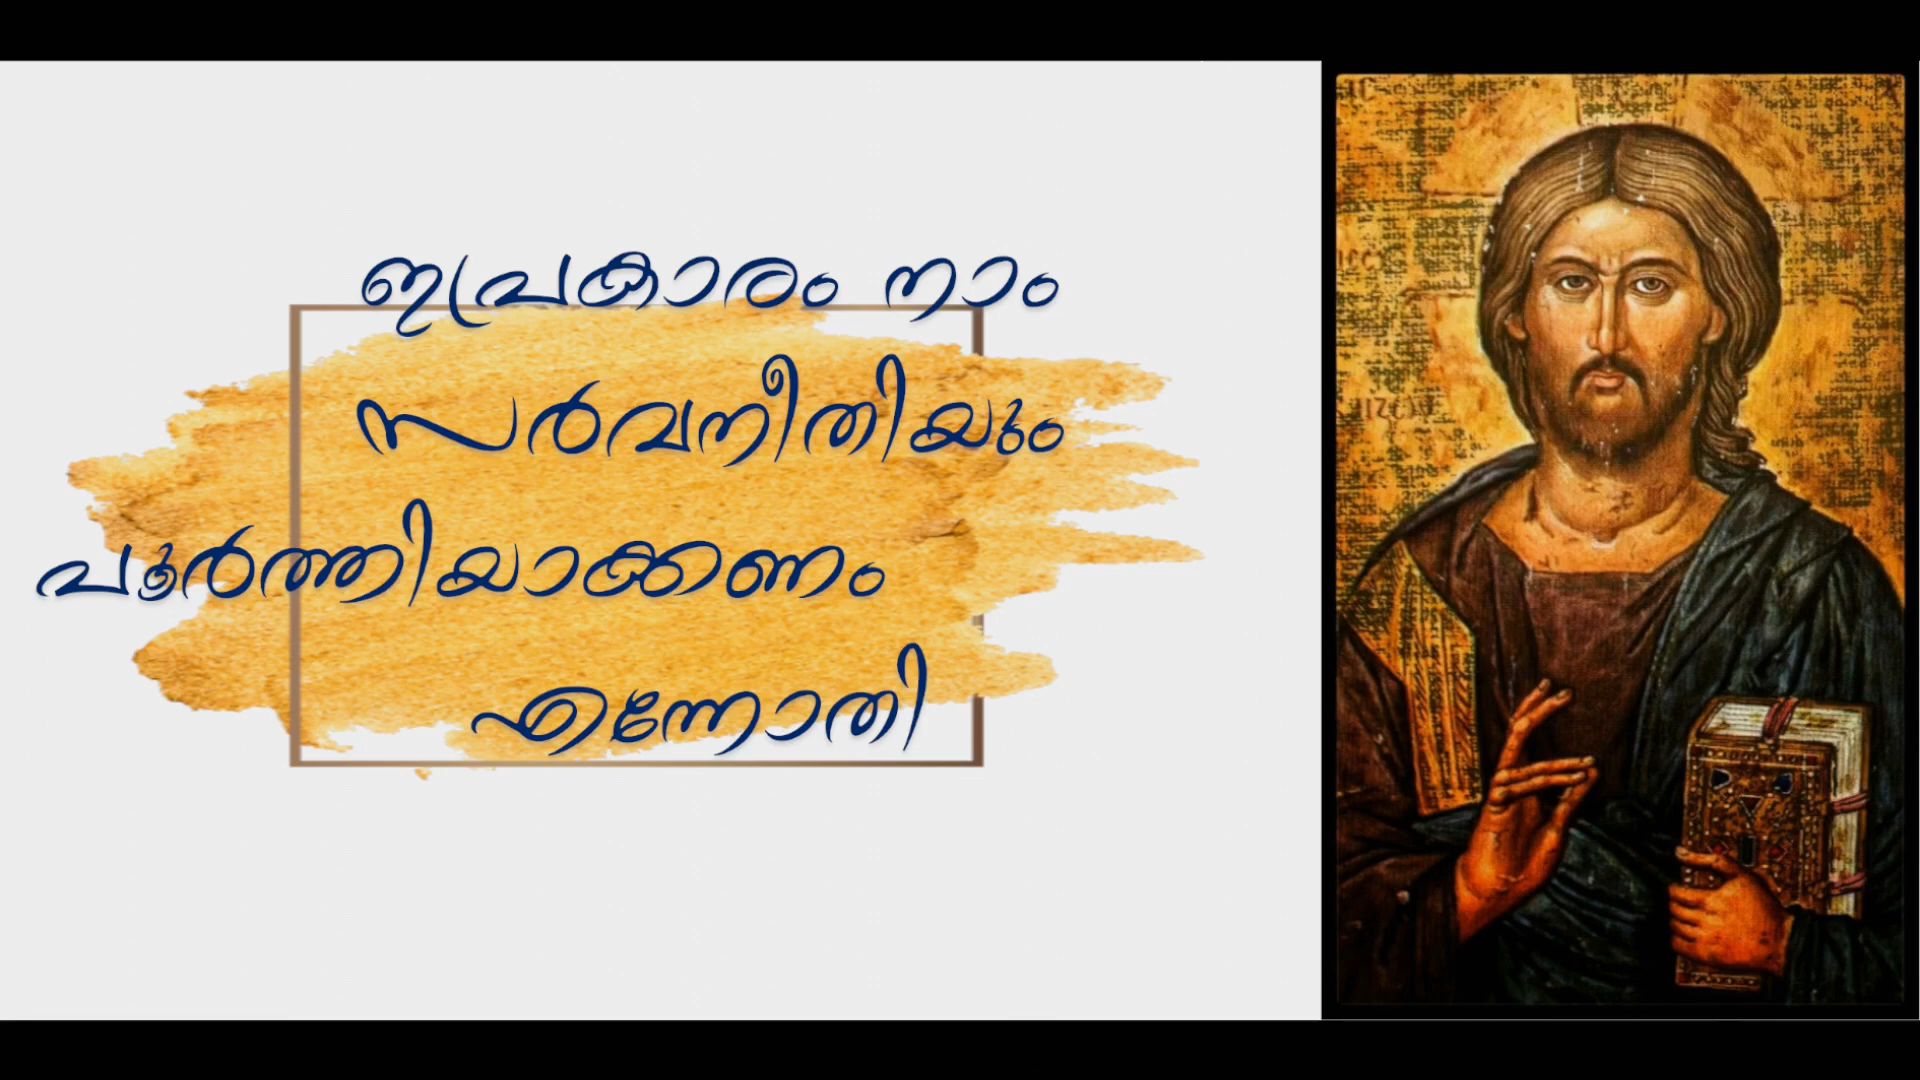 ഇപ്രകാരം നാം
സർവനീതിയും
പൂർത്തിയാക്കണം
എന്നോതി